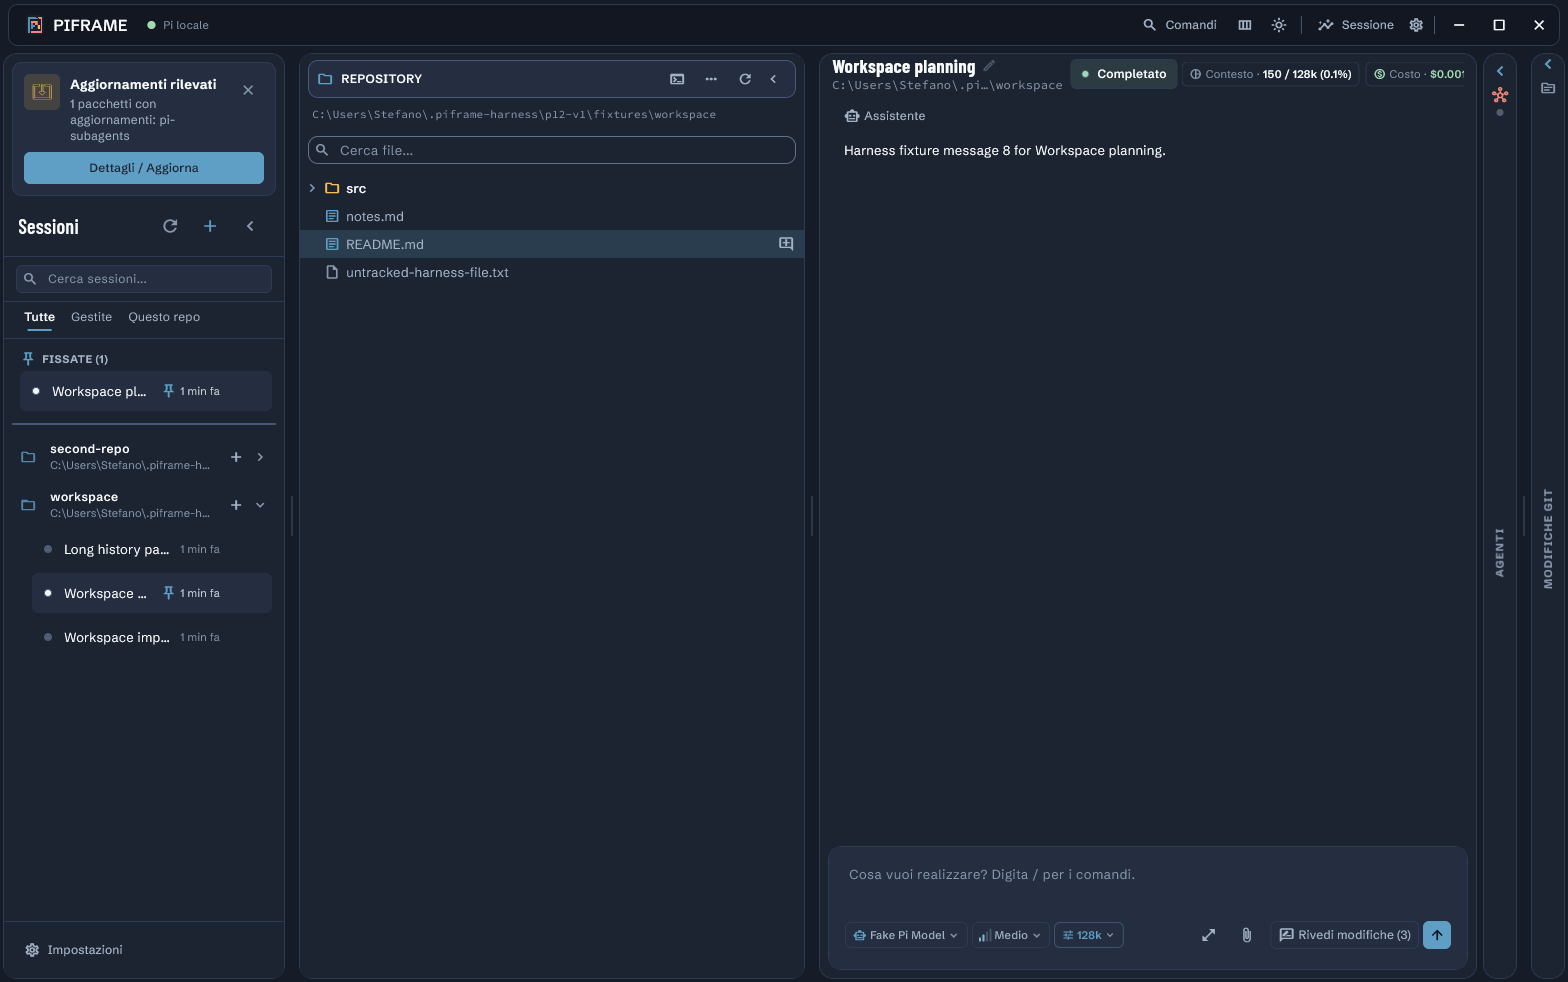 PIFRAME
Pi locale
Comandi
Sessione
Aggiornamenti rilevati
1 pacchetti con
aggiornamenti: pi-
subagents
Dettagli / Aggiorna
Sessioni
Cerca sessioni...
Tutte Gestite Questo repo
FISSATE (1)
Workspace pl... 1 min fa
second-repo
C:\Users\Stefano\.piframe-h...
workspace
C:\Users\Stefano\.piframe-h...
Long history pa... 1 min fa
Workspace ... 1 min fa
Workspace imp... 1 min fa
Impostazioni
REPOSITORY
C:\Users\Stefano\.piframe-harness\p12-v1\fixtures\workspace
Cerca file...
src
notes.md
README.md
untracked-harness-file.txt
Workspace planning
C:\Users\Stefano\.pi…\workspace
Completato
Contesto · 150 / 128k (0.1%)
Costo · $0.001
Assistente
Harness fixture message 8 for Workspace planning.
Cosa vuoi realizzare? Digita / per i comandi.
Fake Pi Model
Medio
128k
Rivedi modifiche (3)
AGENTI
MODIFICHE GIT